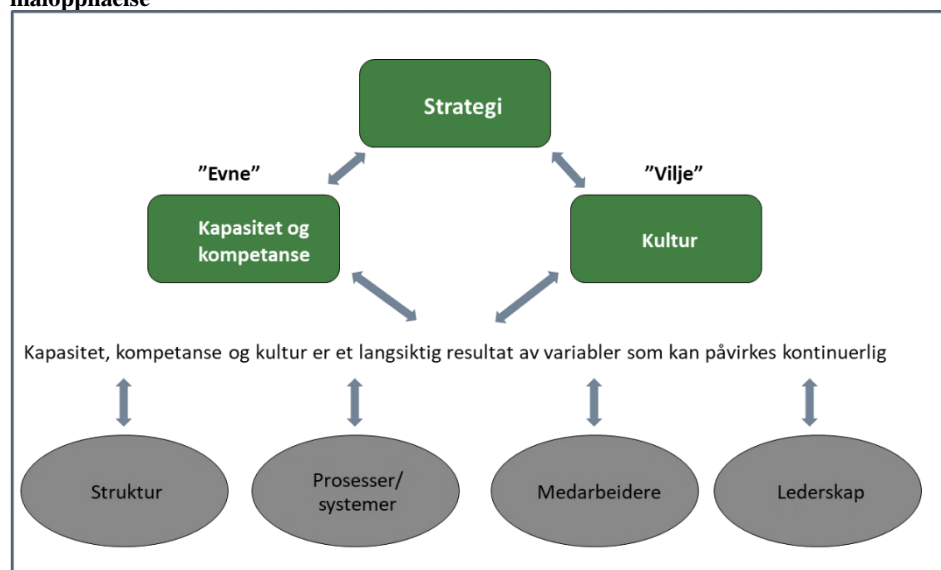 måloppnåelse
Strategi
”Evne”
”Vilje”
Kapasitet og
kompetanse
Kultur
Kapasitet, kompetanse og kultur er et langsiktig resultat av variabler som kan påvirkes kontinuerlig
Struktur
Prosesser/
systemer
Medarbeidere
Lederskap